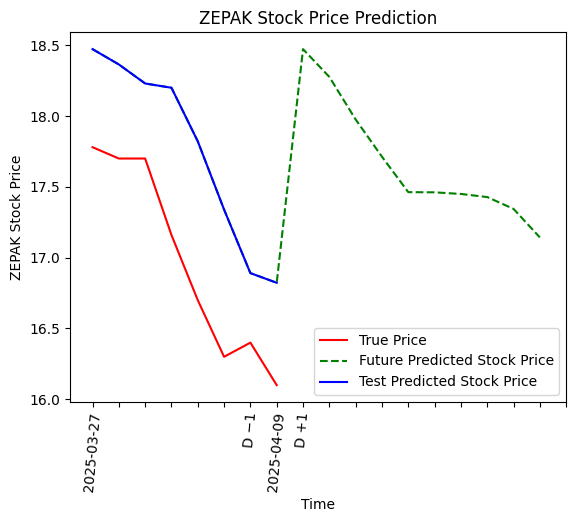 ZEPAK Stock Price Prediction
ZEPAK Stock Price
18.5
18.0
17.5
17.0
16.5
16.0
True Price
Future Predicted Stock Price
Test Predicted Stock Price
2025-03-27
D −1
2025-04-09
D +1
Time